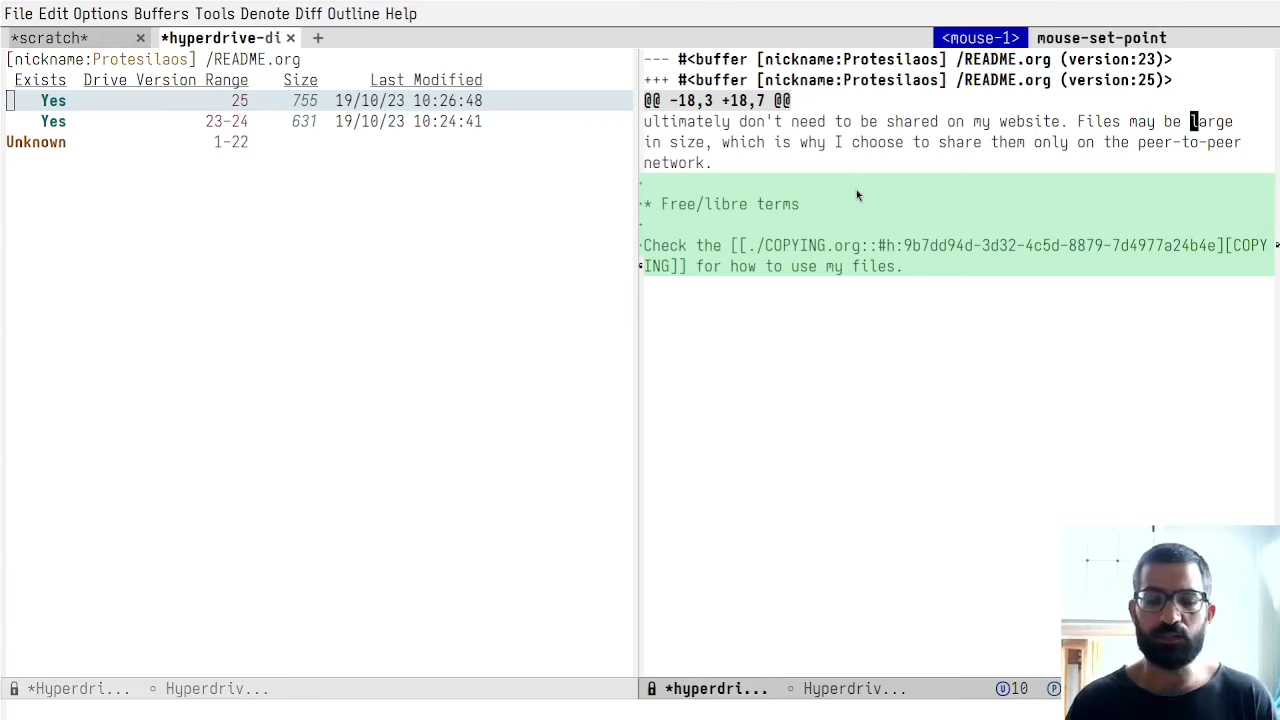 File Edit Options Buffers Tools Denote Diff Outline Help
*scratch* × *hyperdrive-di × + <mouse-1> mouse-set-point
[nickname:Protesilaos] /README.org
Exists Drive Version Range Size Last Modified
Yes 25 755 19/10/23 10:26:48
Yes 23-24 631 19/10/23 10:24:41
Unknown 1-22
--- #<buffer [nickname:Protesilaos] /README.org (version:23)>
+++ #<buffer [nickname:Protesilaos] /README.org (version:25)>
@@ -18,3 +18,7 @@
ultimately don't need to be shared on my website. Files may be large
in size, which is why I choose to share them only on the peer-to-peer
network.
* Free/libre terms
Check the [[./COPYING.org::#h:9b7dd94d-3d32-4c5d-8879-7d4977a24b4e][COPY
ING]] for how to use my files.
*Hyperdri... Hyperdriv...
*hyperdri... Hyperdriv... U10 P